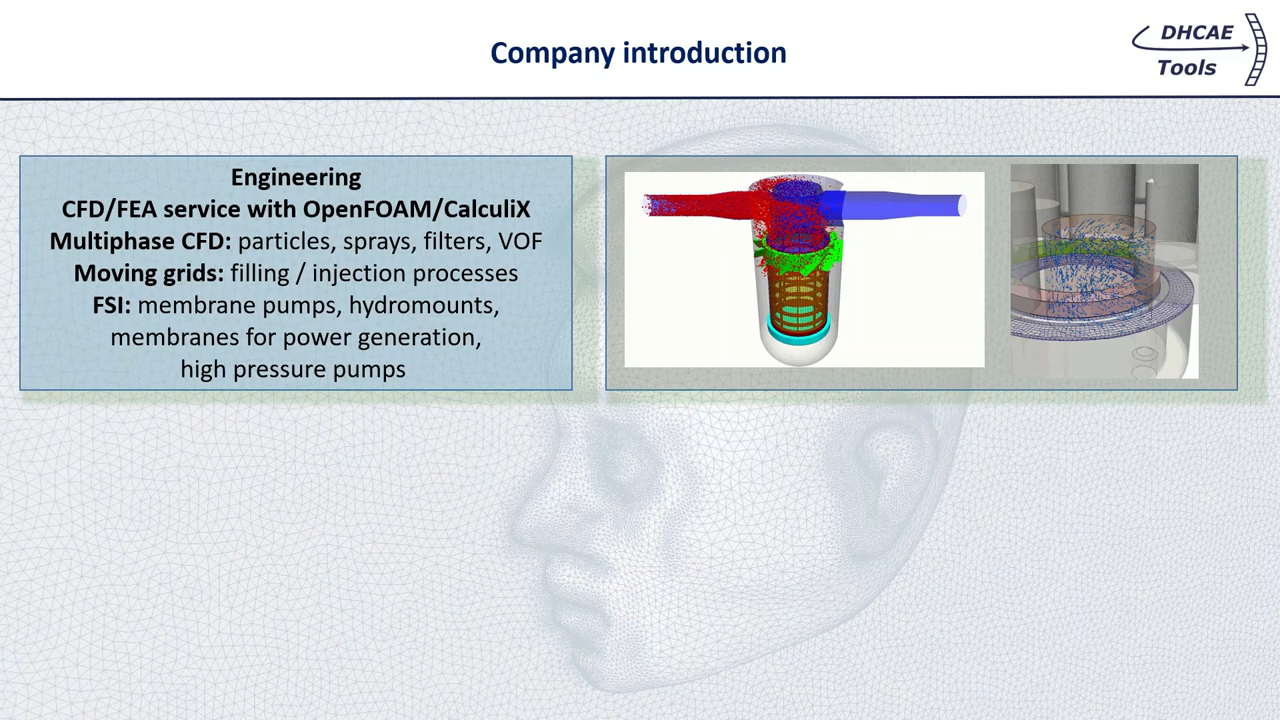 Company introduction
DHCAE
Tools
Engineering
CFD/FEA service with OpenFOAM/CalculiX
Multiphase CFD: particles, sprays, filters, VOF
Moving grids: filling / injection processes
FSI: membrane pumps, hydromounts,
membranes for power generation,
high pressure pumps